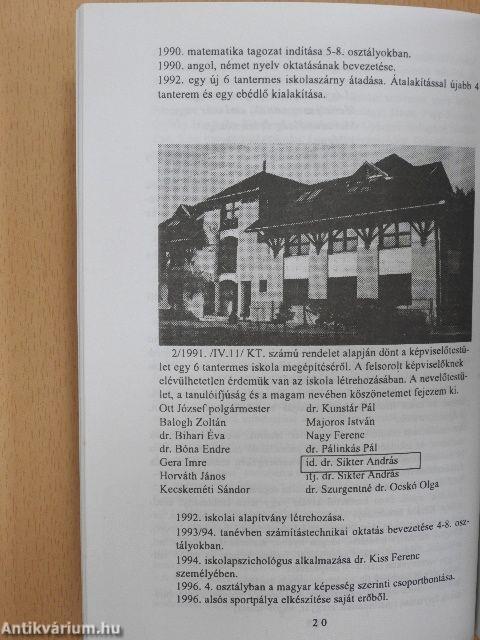 1990. matematika tagozat indítása 5-8. osztályokban.
1990. angol, német nyelv oktatásának bevezetése.
1992. egy új 6 tantermes iskolaszárny átadása. Átalakítással újabb 4
tanterem és egy ebédlő kialakítása.
2/1991. /IV.11/ KT. számú rendelet alapján dönt a képviselőtestü-
let egy 6 tantermes iskola megépítéséről. A felsorolt képviselőknek
elévülhetetlen érdemük van az iskola létrehozásában. A nevelőtestü-
let, a tanulóifjúság és a magam nevében köszönetemet fejezem ki.
Ott József polgármester dr. Kunstár Pál
Balogh Zoltán Majoros István
dr. Bihari Éva Nagy Ferenc
dr. Bóna Endre dr. Pálinkás Pál
Gera Imre id. dr. Sikter András
Horváth János ifj. dr. Sikter András
Kecskeméti Sándor dr. Szurgentné dr. Ocskó Olga
1992. iskolai alapítvány létrehozása.
1993/94. tanévben számítástechnikai oktatás bevezetése 4-8. osz-
tályokban.
1994. iskolapszichológus alkalmazása dr. Kiss Ferenc
személyében.
1996. 4. osztályban a magyar képesség szerinti csoportbontása.
1996. alsós sportpálya elkészítése saját erőből.
20
Antikvárium.hu